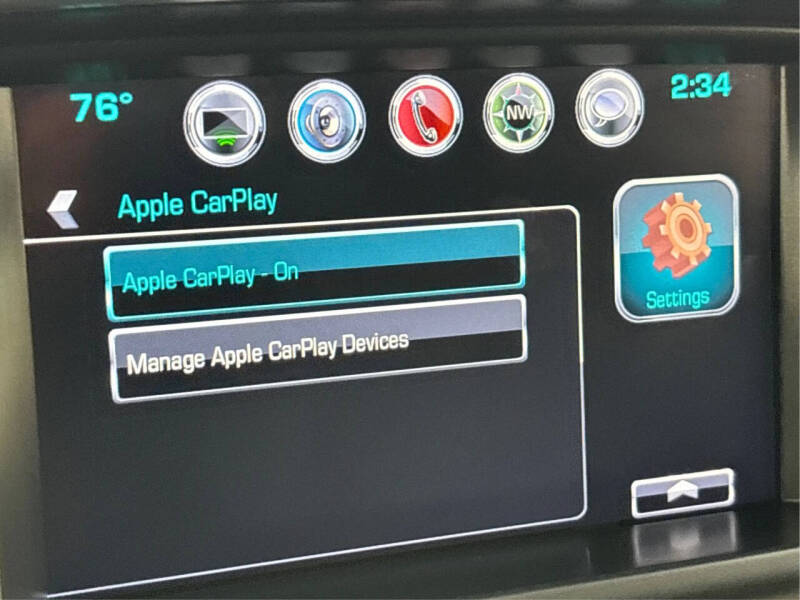 76°
NW
2:34
Apple CarPlay
Apple CarPlay - On
Manage Apple CarPlay Devices
Settings